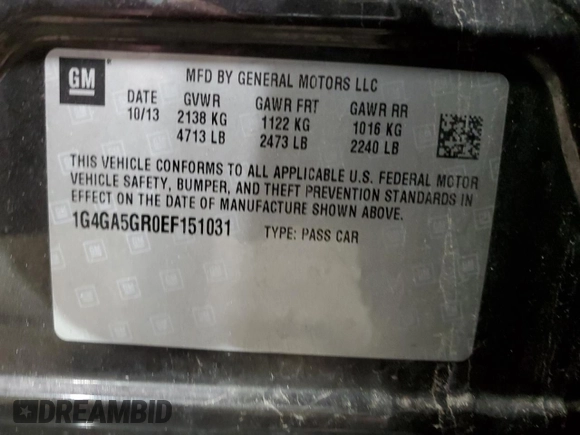 GM
MFD BY GENERAL MOTORS LLC
DATE GVWR GAWR FRT GAWR RR
10/13 2138 KG 1122 KG 1016 KG
4713 LB 2473 LB 2240 LB
THIS VEHICLE CONFORMS TO ALL APPLICABLE U.S. FEDERAL MOTOR
VEHICLE SAFETY, BUMPER, AND THEFT PREVENTION STANDARDS IN
EFFECT ON THE DATE OF MANUFACTURE SHOWN ABOVE.
1G4GA5GR0EF151031 TYPE: PASS CAR
DREAMBID